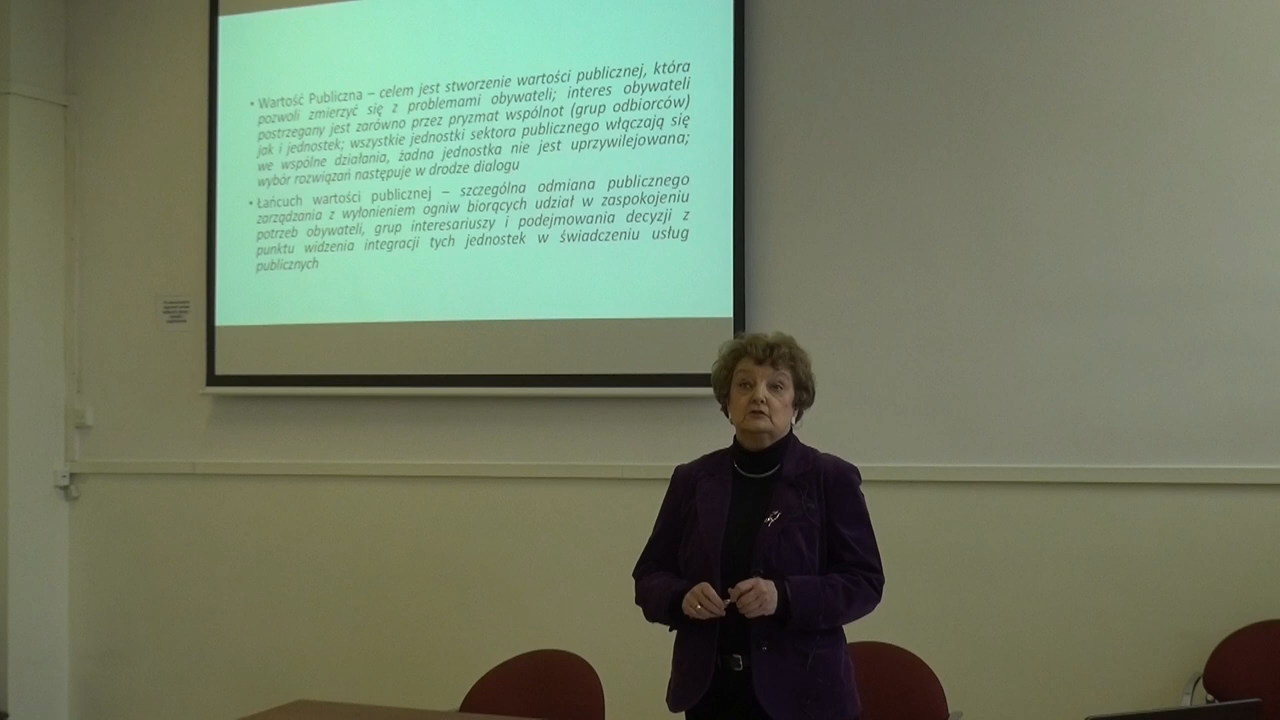 • Wartość Publiczna – celem jest stworzenie wartości publicznej, która
pozwoli zmierzyć się z problemami obywateli; interes obywateli
postrzegany jest zarówno przez pryzmat wspólnot (grup odbiorców)
jak i jednostek; wszystkie jednostki sektora publicznego włączają się
we wspólne działania, żadna jednostka nie jest uprzywilejowana;
wybór rozwiązań następuje w drodze dialogu
• Łańcuch wartości publicznej – szczególna odmiana publicznego
zarządzania z wyłonieniem ogniw biorących udział w zaspokojeniu
potrzeb obywateli, grup interesariuszy i podejmowania decyzji z
punktu widzenia integracji tych jednostek w świadczeniu usług
publicznych